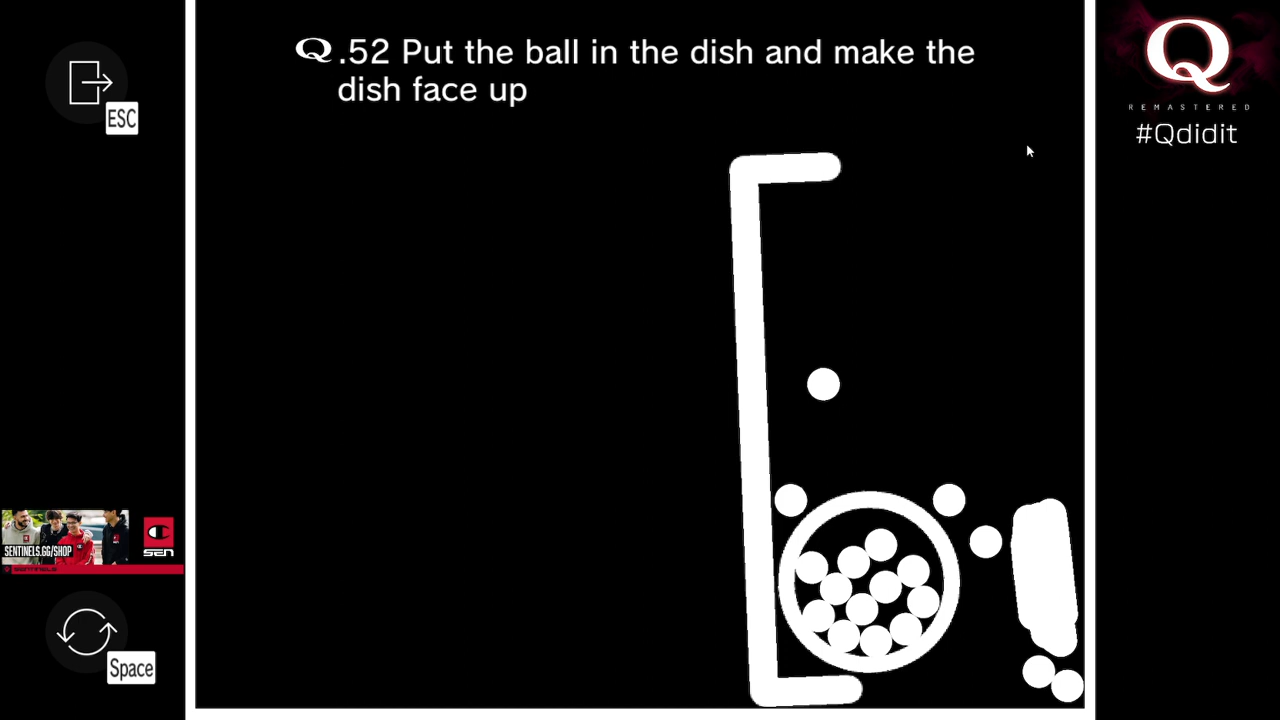 Q.52 Put the ball in the dish and make the
dish face up
ESC
Q
REMASTERED
#Qdidit
SENTINELS.GG/SHOP
SEN
SENTINELS
Space